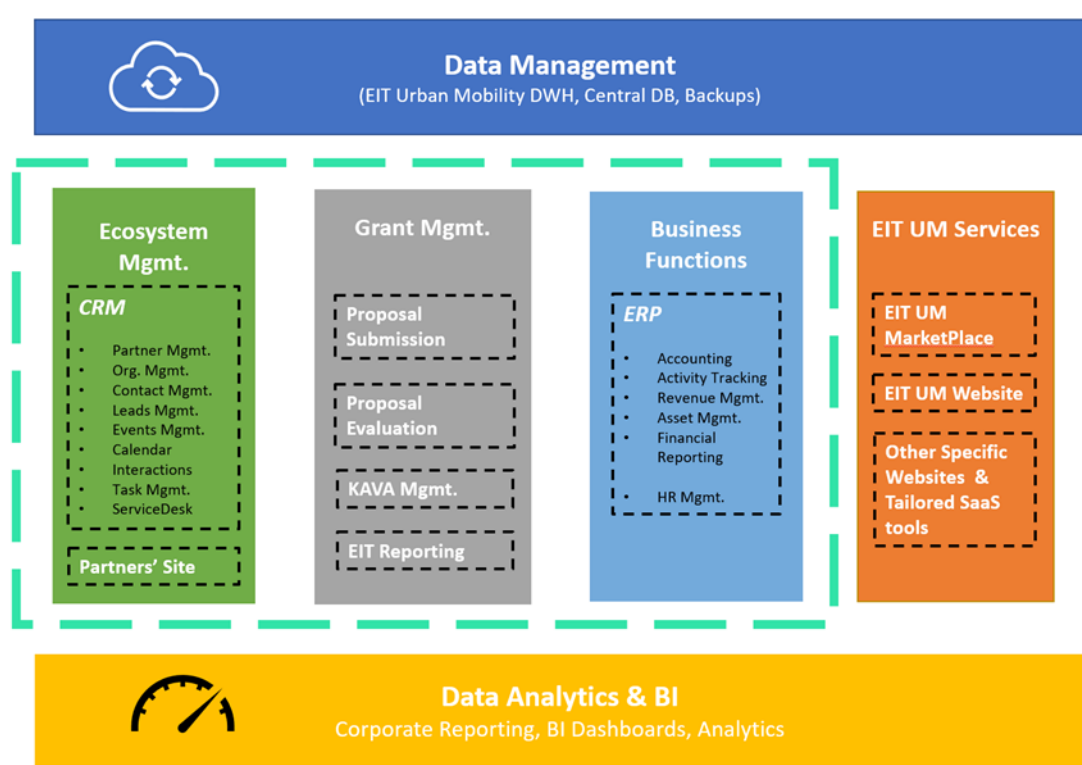 Data Management
(EIT Urban Mobility DWH, Central DB, Backups)
Ecosystem
Mgmt.
CRM
• Partner Mgmt.
• Org. Mgmt.
• Contact Mgmt.
• Leads Mgmt.
• Events Mgmt.
• Calendar
• Interactions
• Task Mgmt.
• ServiceDesk
Partners’ Site
Grant Mgmt.
Proposal
Submission
Proposal
Evaluation
KAVA Mgmt.
EIT Reporting
Business
Functions
ERP
• Accounting
• Activity Tracking
• Revenue Mgmt.
• Asset Mgmt.
• Financial
Reporting
• HR Mgmt.
EIT UM Services
EIT UM
MarketPlace
EIT UM Website
Other Specific
Websites &
Tailored SaaS
tools
Data Analytics & BI
Corporate Reporting, BI Dashboards, Analytics